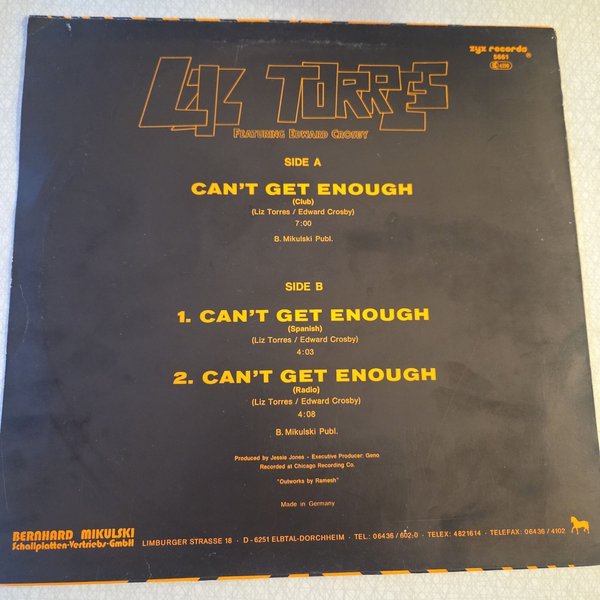 zyx records
5661
LIZ TORRES
FEATURING EDWARD CROSBY
SIDE A
CAN'T GET ENOUGH
(Club)
(Liz Torres / Edward Crosby)
7:00
B. Mikulski Publ.
SIDE B
1. CAN'T GET ENOUGH
(Spanish)
(Liz Torres / Edward Crosby)
4:03
2. CAN'T GET ENOUGH
(Radio)
(Liz Torres / Edward Crosby)
4:08
B. Mikulski Publ.
Produced by Jessie Jones - Executive Producer: Geno
Recorded at Chicago Recording Co.
"Outworks by Ramesh"
Made in Germany
BERNHARD MIKULSKI
Schallplatten-Vertriebs-GmbH
LIMBURGER STRASSE 18 · D-6251 ELBTAL-DORCHHEIM · TEL.: 06436/602-0 · TELEX: 4821614 · TELEFAX: 06436/4102